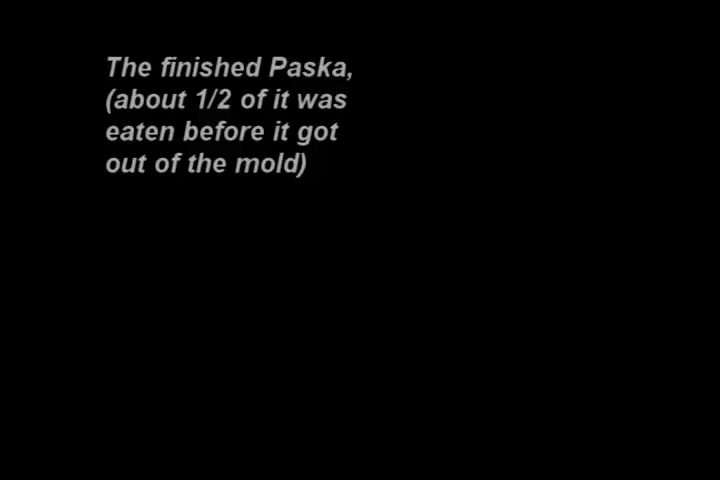 The finished Paska,
(about 1/2 of it was
eaten before it got
out of the mold)